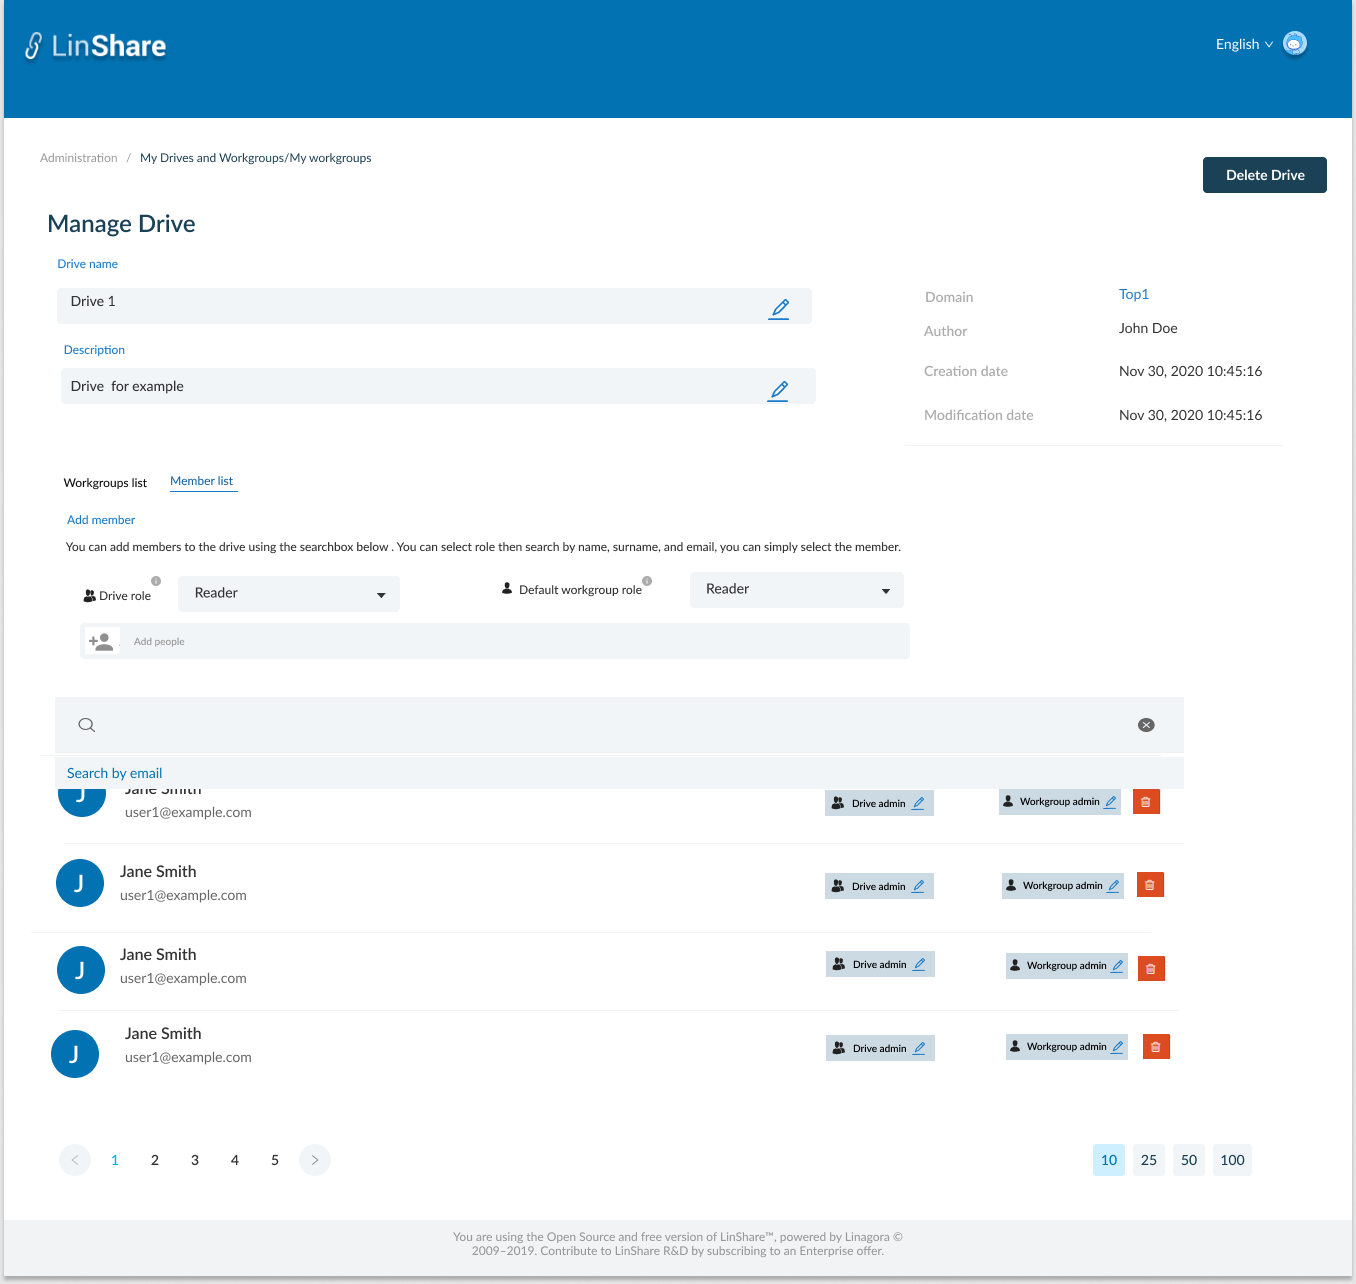 LinShare
English
Administration / My Drives and Workgroups/My workgroups
Delete Drive
Manage Drive
Drive name
Drive 1
Domain
Top1
Author
John Doe
Description
Drive  for example
Creation date
Nov 30, 2020 10:45:16
Modification date
Nov 30, 2020 10:45:16
Workgroups list
Member list
Add member
You can add members to the drive using the searchbox below . You can select role then search by name, surname, and email, you can simply select the member.
Drive role
Reader
Default workgroup role
Reader
Add people
Search by email
J
Jane Smith
user1@example.com
Drive admin
Workgroup admin
J
Jane Smith
user1@example.com
Drive admin
Workgroup admin
J
Jane Smith
user1@example.com
Drive admin
Workgroup admin
J
Jane Smith
user1@example.com
Drive admin
Workgroup admin
< 1 2 3 4 5 >
10 25 50 100
You are using the Open Source and free version of LinShare™, powered by Linagora ©
2009–2019. Contribute to LinShare R&D by subscribing to an Enterprise offer.